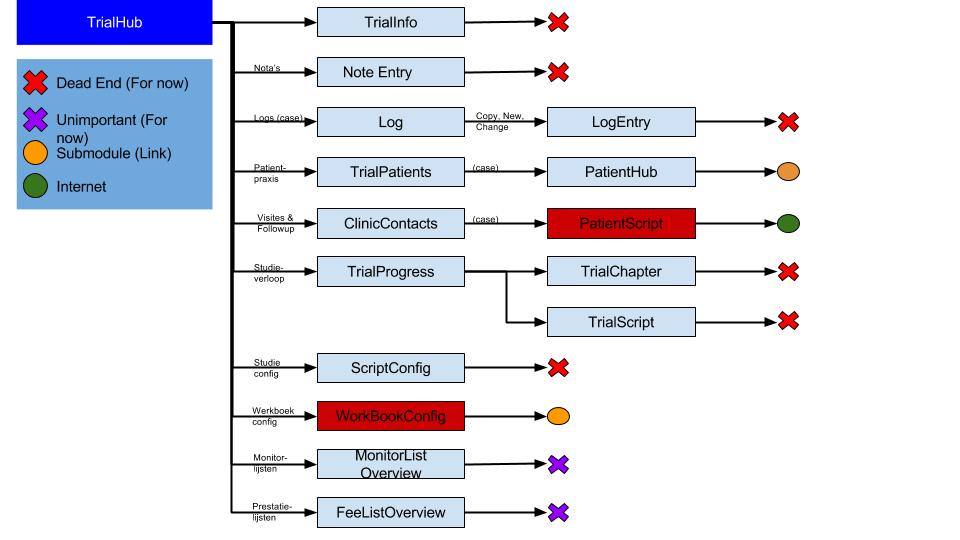 TrialHub
Dead End (For now)
Unimportant (For
now)
Submodule (Link)
Internet
TrialInfo
Nota's
Note Entry
Logs (case)
Log
Copy, New,
Change
LogEntry
Patient-
praxis
TrialPatients
(case)
PatientHub
Visites &
Followup
ClinicContacts
(case)
PatientScript
Studie-
verloop
TrialProgress
TrialChapter
TrialScript
Studie
config
ScriptConfig
Werkboek
config
WorkBookConfig
Monitor-
lijsten
MonitorList
Overview
Prestatie-
lijsten
FeeListOverview